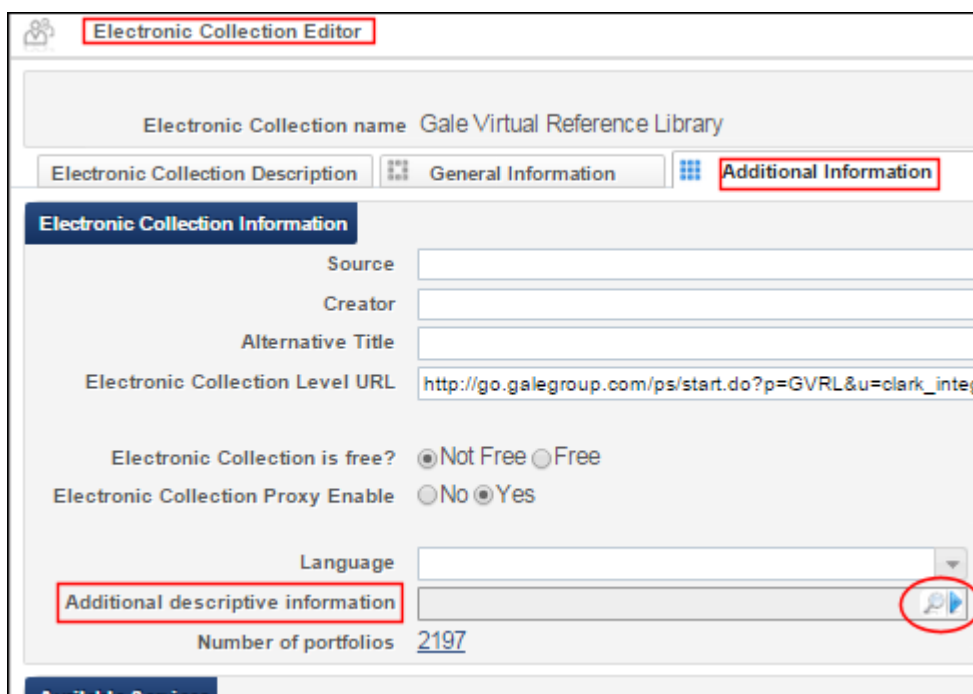 Electronic Collection Editor
Electronic Collection name Gale Virtual Reference Library
Electronic Collection Description General Information Additional Information
Electronic Collection Information
Source
Creator
Alternative Title
Electronic Collection Level URL http://go.galegroup.com/ps/start.do?p=GVRL&u=clark_integ
Electronic Collection is free? Not Free Free
Electronic Collection Proxy Enable No Yes
Language
Additional descriptive information
Number of portfolios 2197